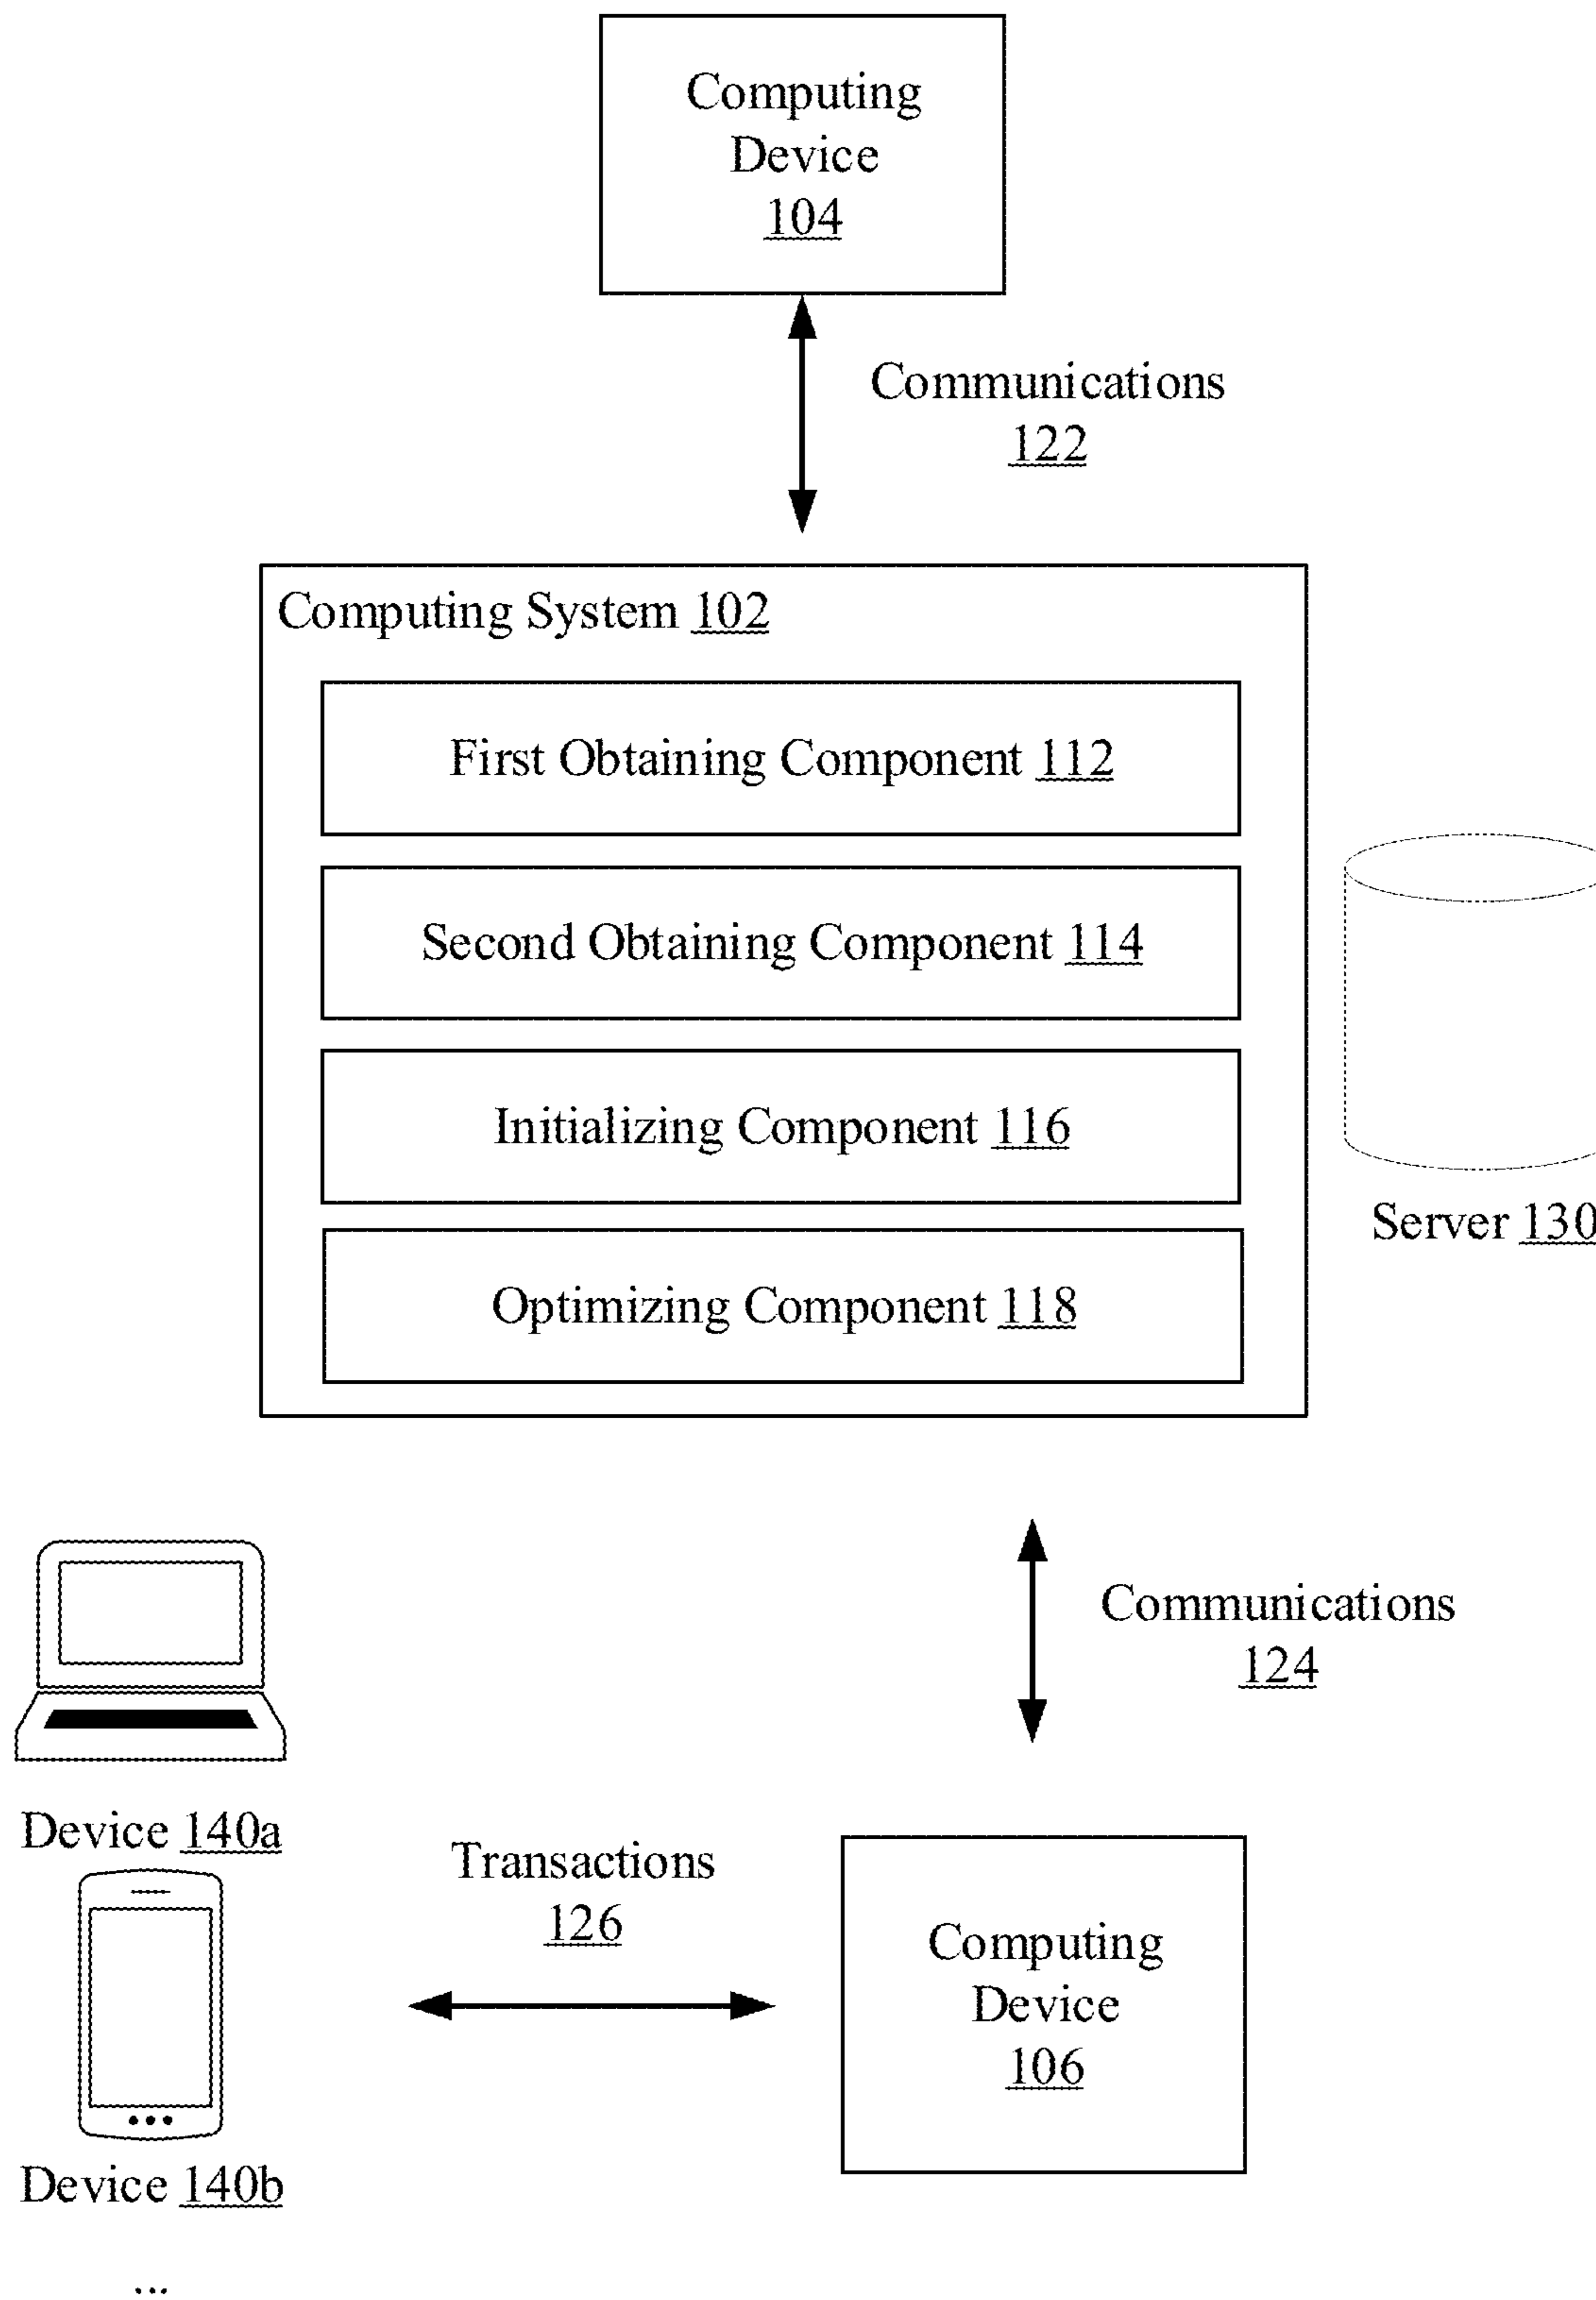 Computing
Device
104
Communications
122
Computing System 102
First Obtaining Component 112
Second Obtaining Component 114
Initializing Component 116
Server 130
Optimizing Component 118
Communications
124
Device 140a
Transactions
126
Computing
Device
106
Device 140b
...